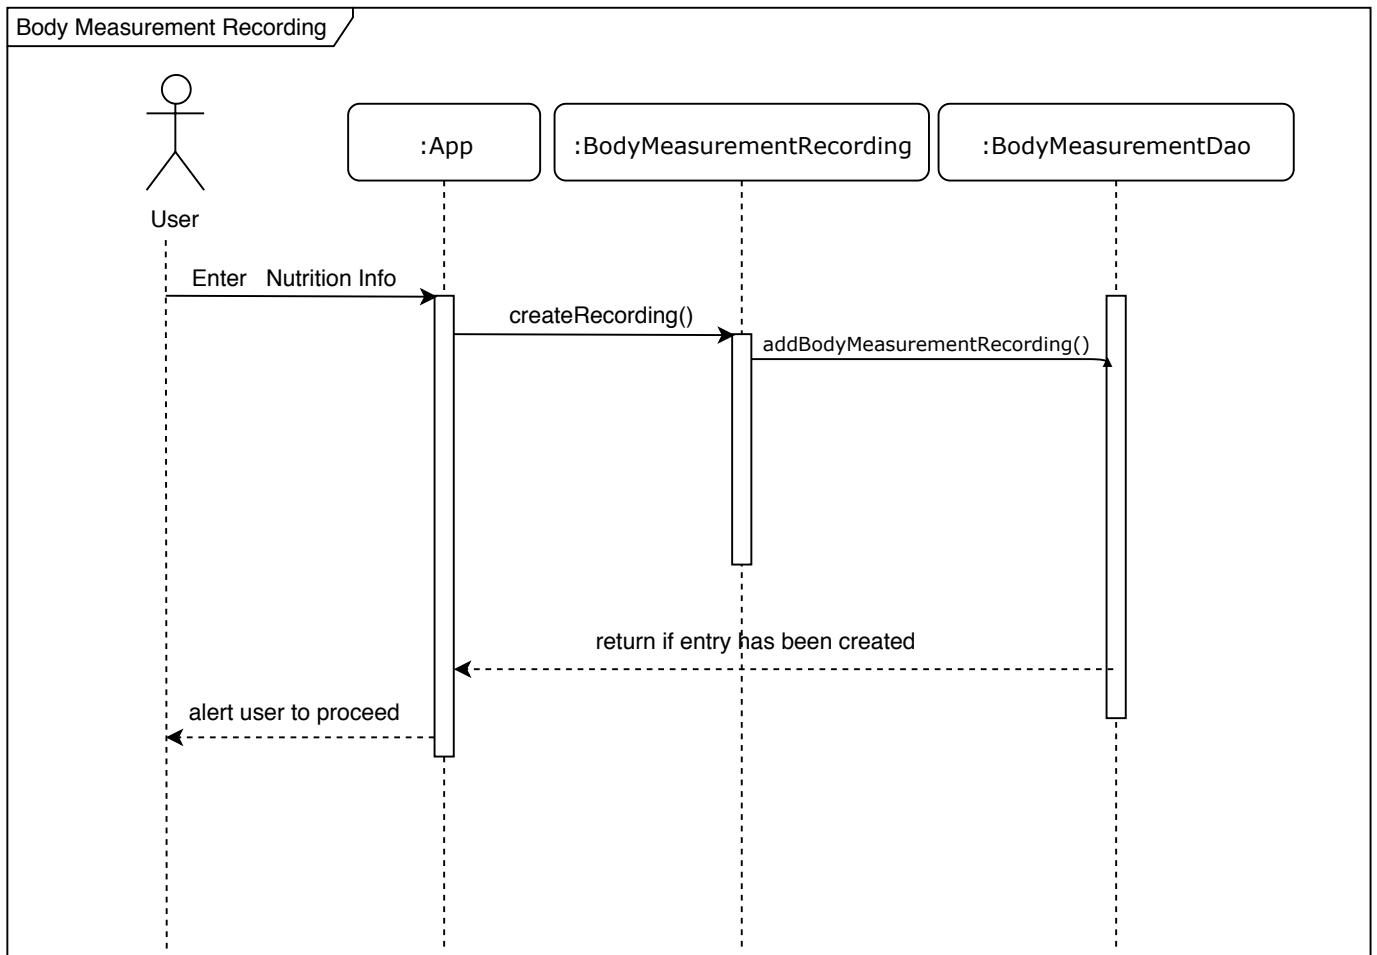 Body Measurement Recording
:App
:BodyMeasurementRecording
:BodyMeasurementDao
User
Enter   Nutrition Info
createRecording()
addBodyMeasurementRecording()
return if entry has been created
alert user to proceed